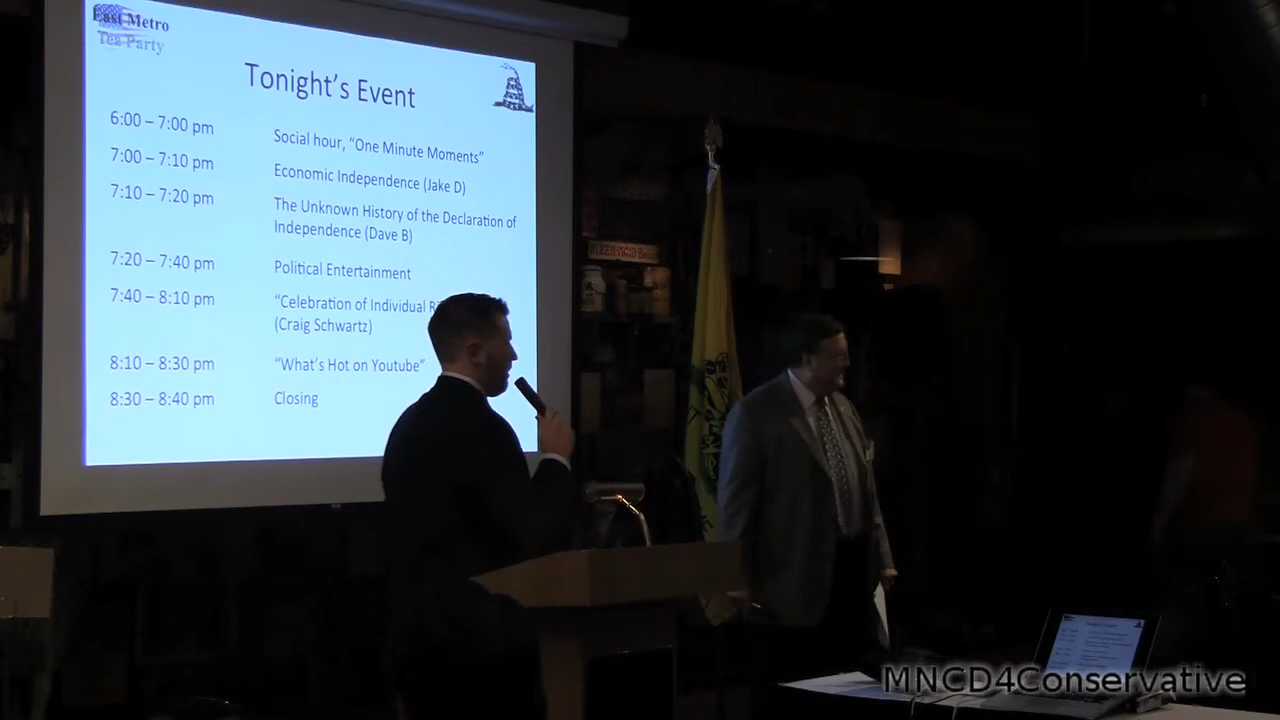 East Metro
Tea Party
Tonight's Event
6:00 – 7:00 pm
Social hour, "One Minute Moments"
7:00 – 7:10 pm
Economic Independence (Jake D)
7:10 – 7:20 pm
The Unknown History of the Declaration of
Independence (Dave B)
7:20 – 7:40 pm
Political Entertainment
7:40 – 8:10 pm
"Celebration of Individual
(Craig Schwartz)
8:10 – 8:30 pm
"What's Hot on Youtube"
8:30 – 8:40 pm
Closing
MNCD4Conservative